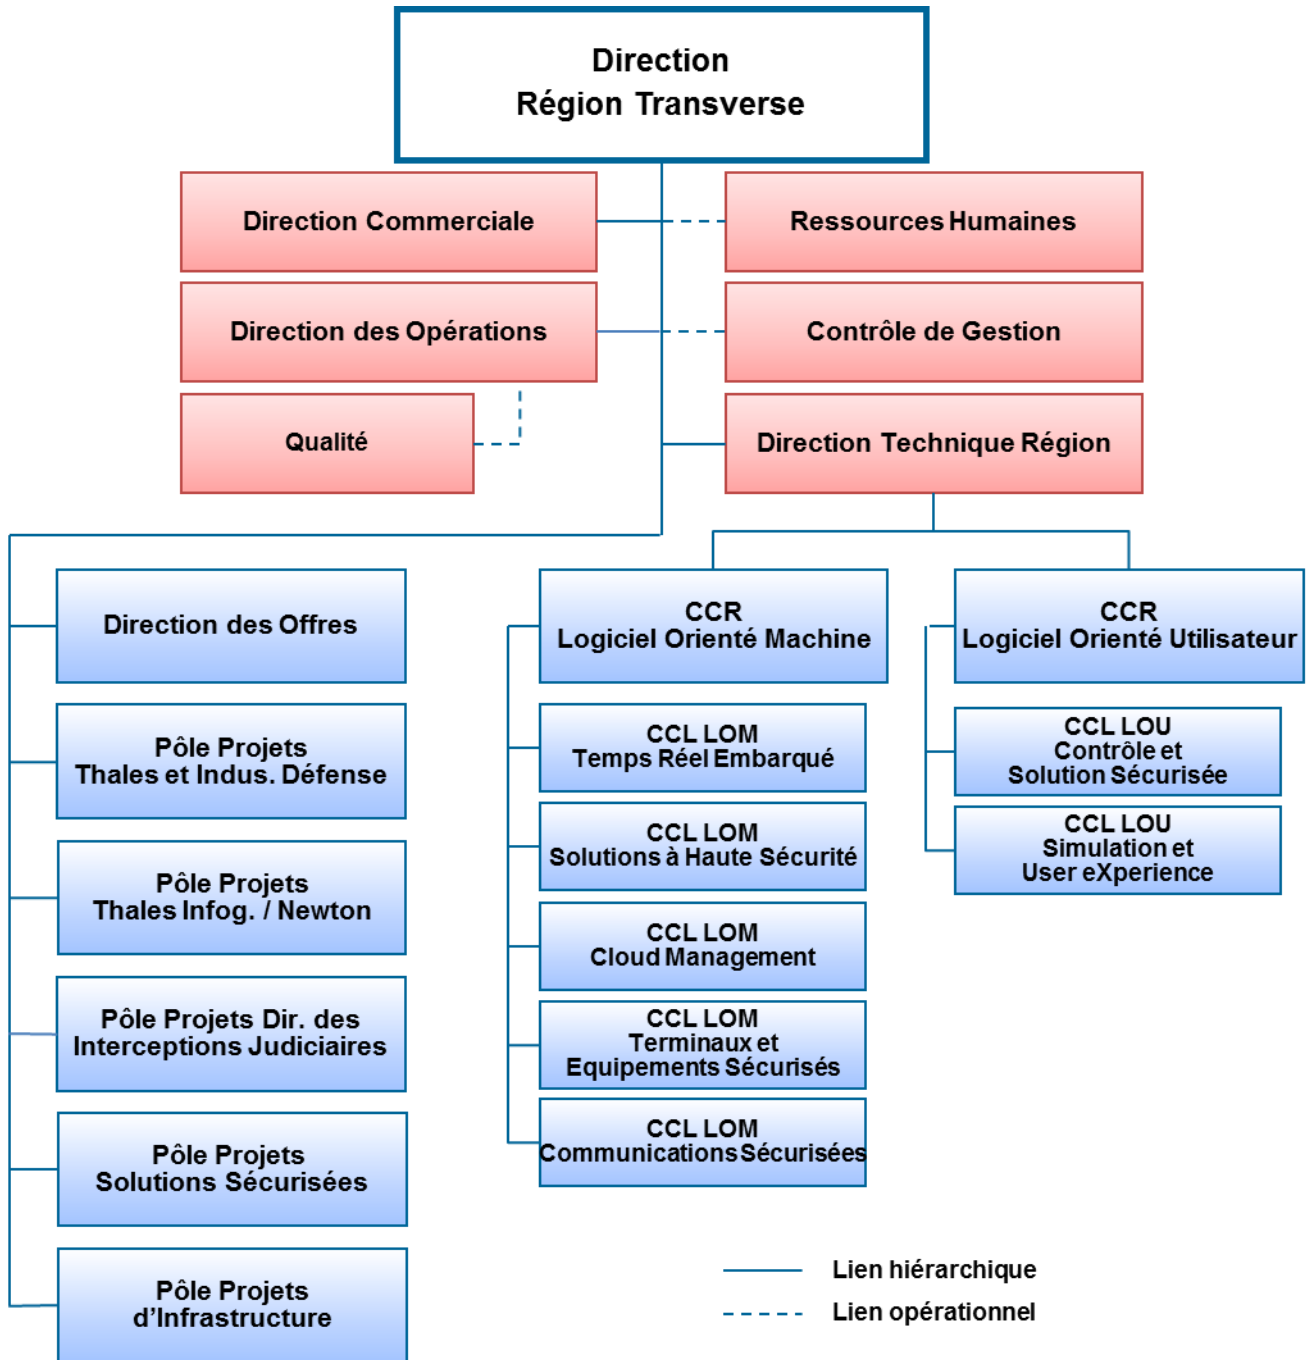 Direction
Région Transverse
Direction Commerciale
Ressources Humaines
Direction des Opérations
Contrôle de Gestion
Qualité
Direction Technique Région
Direction des Offres
Pôle Projets
Thales et Indus. Défense
Pôle Projets
Thales Infog. / Newton
Pôle Projets Dir. des
Interceptions Judiciaires
Pôle Projets
Solutions Sécurisées
Pôle Projets
d’Infrastructure
CCR
Logiciel Orienté Machine
CCL LOM
Temps Réel Embarqué
CCL LOM
Solutions à Haute Sécurité
CCL LOM
Cloud Management
CCL LOM
Terminaux et
Equipements Sécurisés
CCL LOM
Communications Sécurisées
CCR
Logiciel Orienté Utilisateur
CCL LOU
Contrôle et
Solution Sécurisée
CCL LOU
Simulation et
User eXperience
Lien hiérarchique
Lien opérationnel